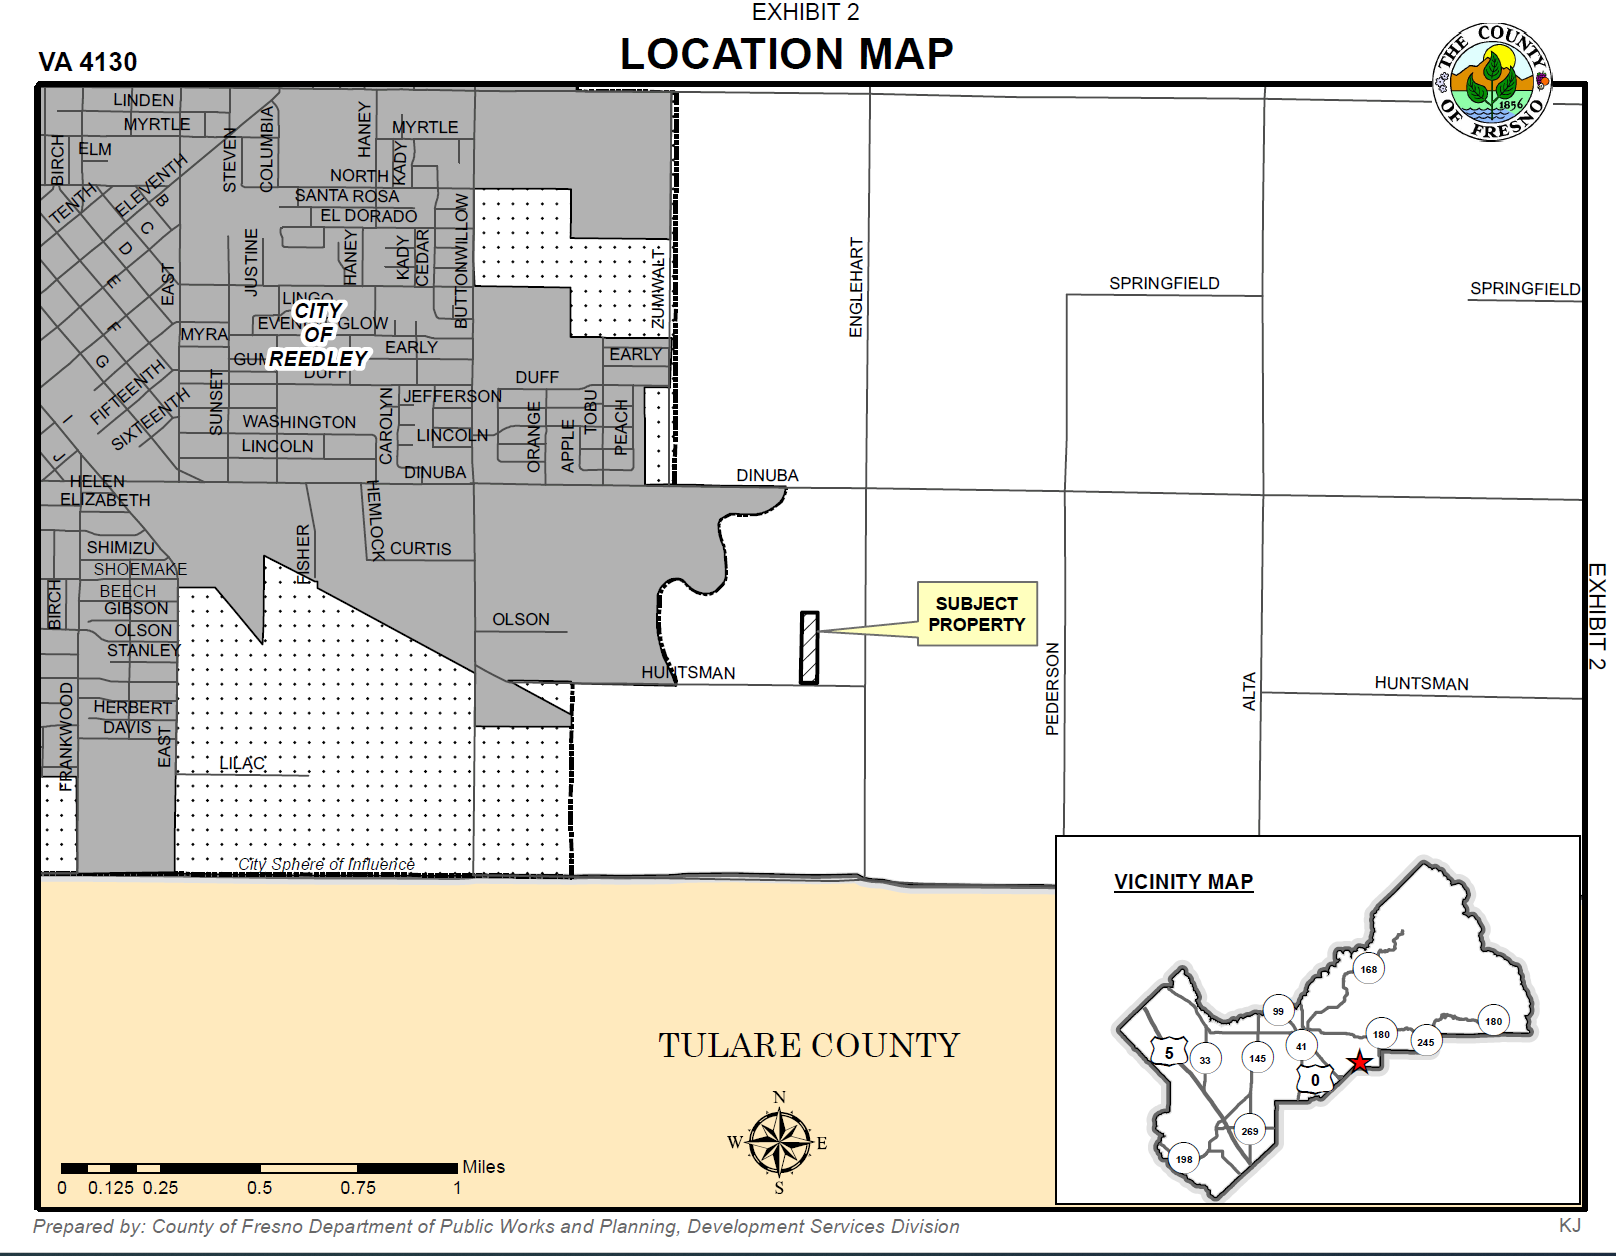 EXHIBIT 2
LOCATION MAP
VA 4130
THE COUNTY
OF FRESNO
1856
LINDEN
MYRTLE
ELM
BIRCH
TENTH
ELEVENTH
B
C
D
E
F
G
I
J
FIFTEENTH
SIXTEENTH
STEVEN
COLUMBIA
HANEY
MYRTLE
KADY
NORTH
SANTA ROSA
EL DORADO
BUTTONWILLOW
JUSTINE
HANEY
KADY
CEDAR
EAST
ZUMWALT
LINGO
CITY
OF
REEDLEY
MYRA
EARLY
EARLY
DUFF
DUFF
SUNSET
WASHINGTON
LINCOLN
CAROLYN
JEFFERSON
LINCOLN
DINUBA
ORANGE
APPLE
TOBU
PEACH
ENGLEHART
SPRINGFIELD
SPRINGFIELD
DINUBA
HELEN
ELIZABETH
HEMLOCK
FISHER
CURTIS
SHIMIZU
SHOEMAKE
BEECH
GIBSON
BIRCH
OLSON
STANLEY
OLSON
HUNTSMAN
SUBJECT
PROPERTY
PEDERSON
ALTA
HUNTSMAN
EXHIBIT 2
FRANKWOOD
HERBERT
DAVIS
EAST
LILAC
City Sphere of Influence
TULARE COUNTY
N
W
E
S
VICINITY MAP
168
99
180
180
245
41
5
33
145
0
269
198
Miles
0 0.125 0.25 0.5 0.75 1
Prepared by: County of Fresno Department of Public Works and Planning, Development Services Division
KJ